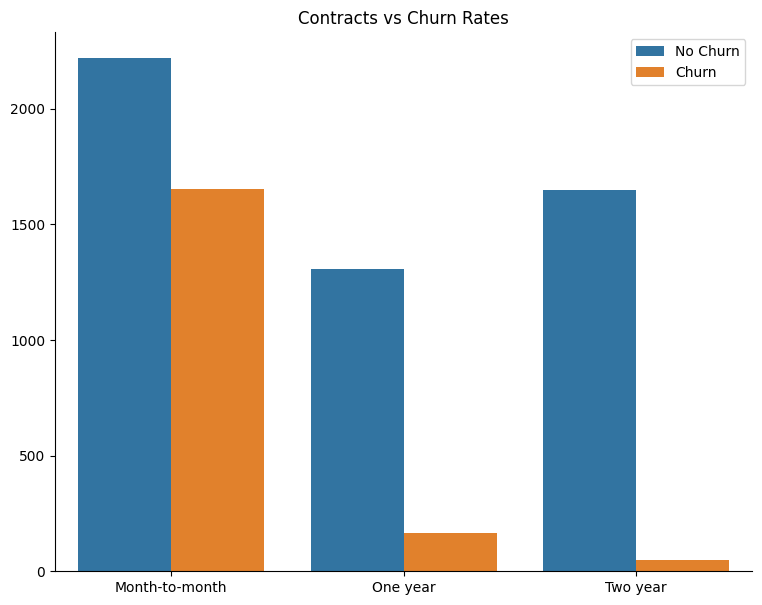 Contracts vs Churn Rates
No Churn
Churn
2000
1500
1000
500
0
Month-to-month
One year
Two year